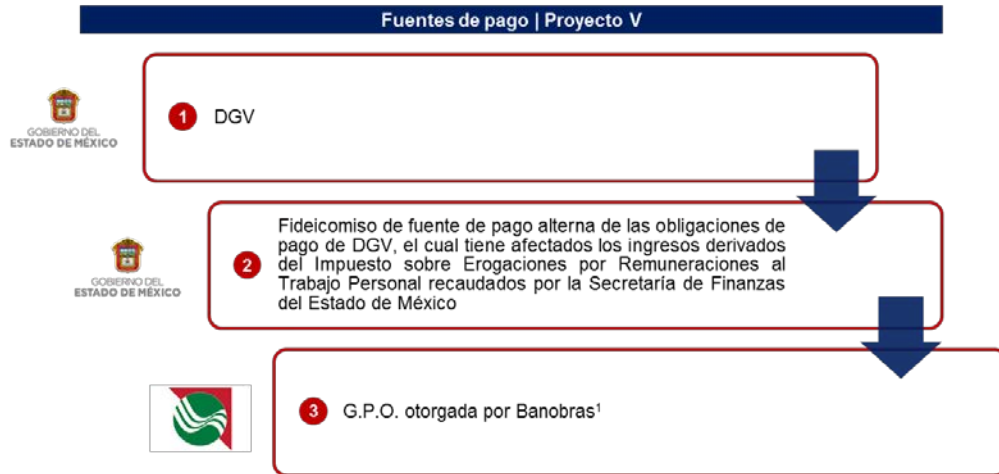 Fuentes de pago | Proyecto V
GOBIERNO DEL
ESTADO DE MÉXICO
1 DGV
GOBIERNO DEL
ESTADO DE MÉXICO
2
Fideicomiso de fuente de pago alterna de las obligaciones de
pago de DGV, el cual tiene afectados los ingresos derivados
del Impuesto sobre Erogaciones por Remuneraciones al
Trabajo Personal recaudados por la Secretaría de Finanzas
del Estado de México
3 G.P.O. otorgada por Banobras¹